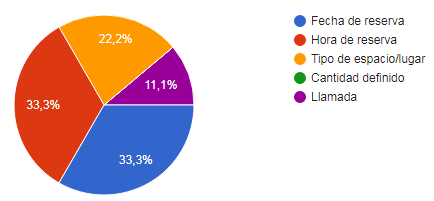 22,2%
11,1%
33,3%
33,3%
Fecha de reserva
Hora de reserva
Tipo de espacio/lugar
Cantidad definido
Llamada